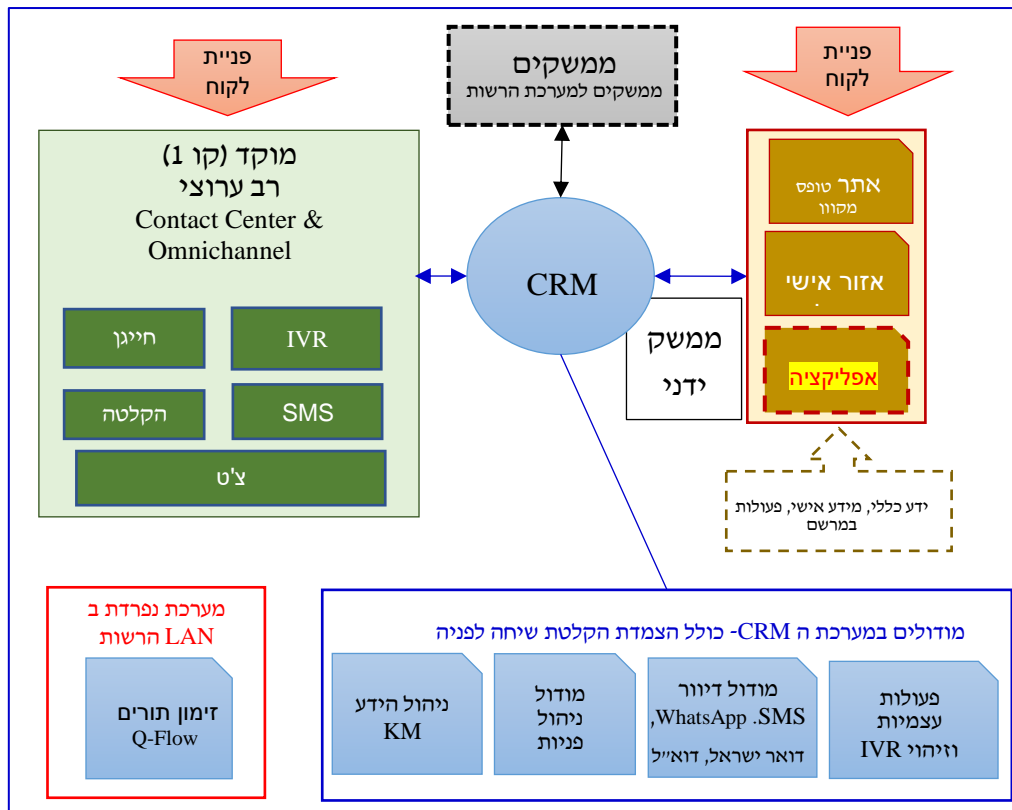 פניית
לקוח
ממשקים
ממשקים למערכת הרשות
פניית
לקוח
אתר טופס
מקוון
אזור אישי
.
אפליקציה
ידע כללי, מידע אישי, פעולות
במרשם
מוקד (קו 1)
רב ערוצי
Contact Center &
Omnichannel
IVR
חייגן
SMS
הקלטה
צ'ט
CRM
ממשק
ידני
מודולים במערכת ה CRM- כולל הצמדת הקלטת שיחה לפניה
פעולות
עצמיות
וזיהוי IVR
מודול דיוור
SMS. WhatsApp,
דואר ישראל, דוא״ל
מודול
ניהול
פניות
ניהול הידע
KM
מערכת נפרדת ב
LAN הרשות
זימון תורים
Q-Flow